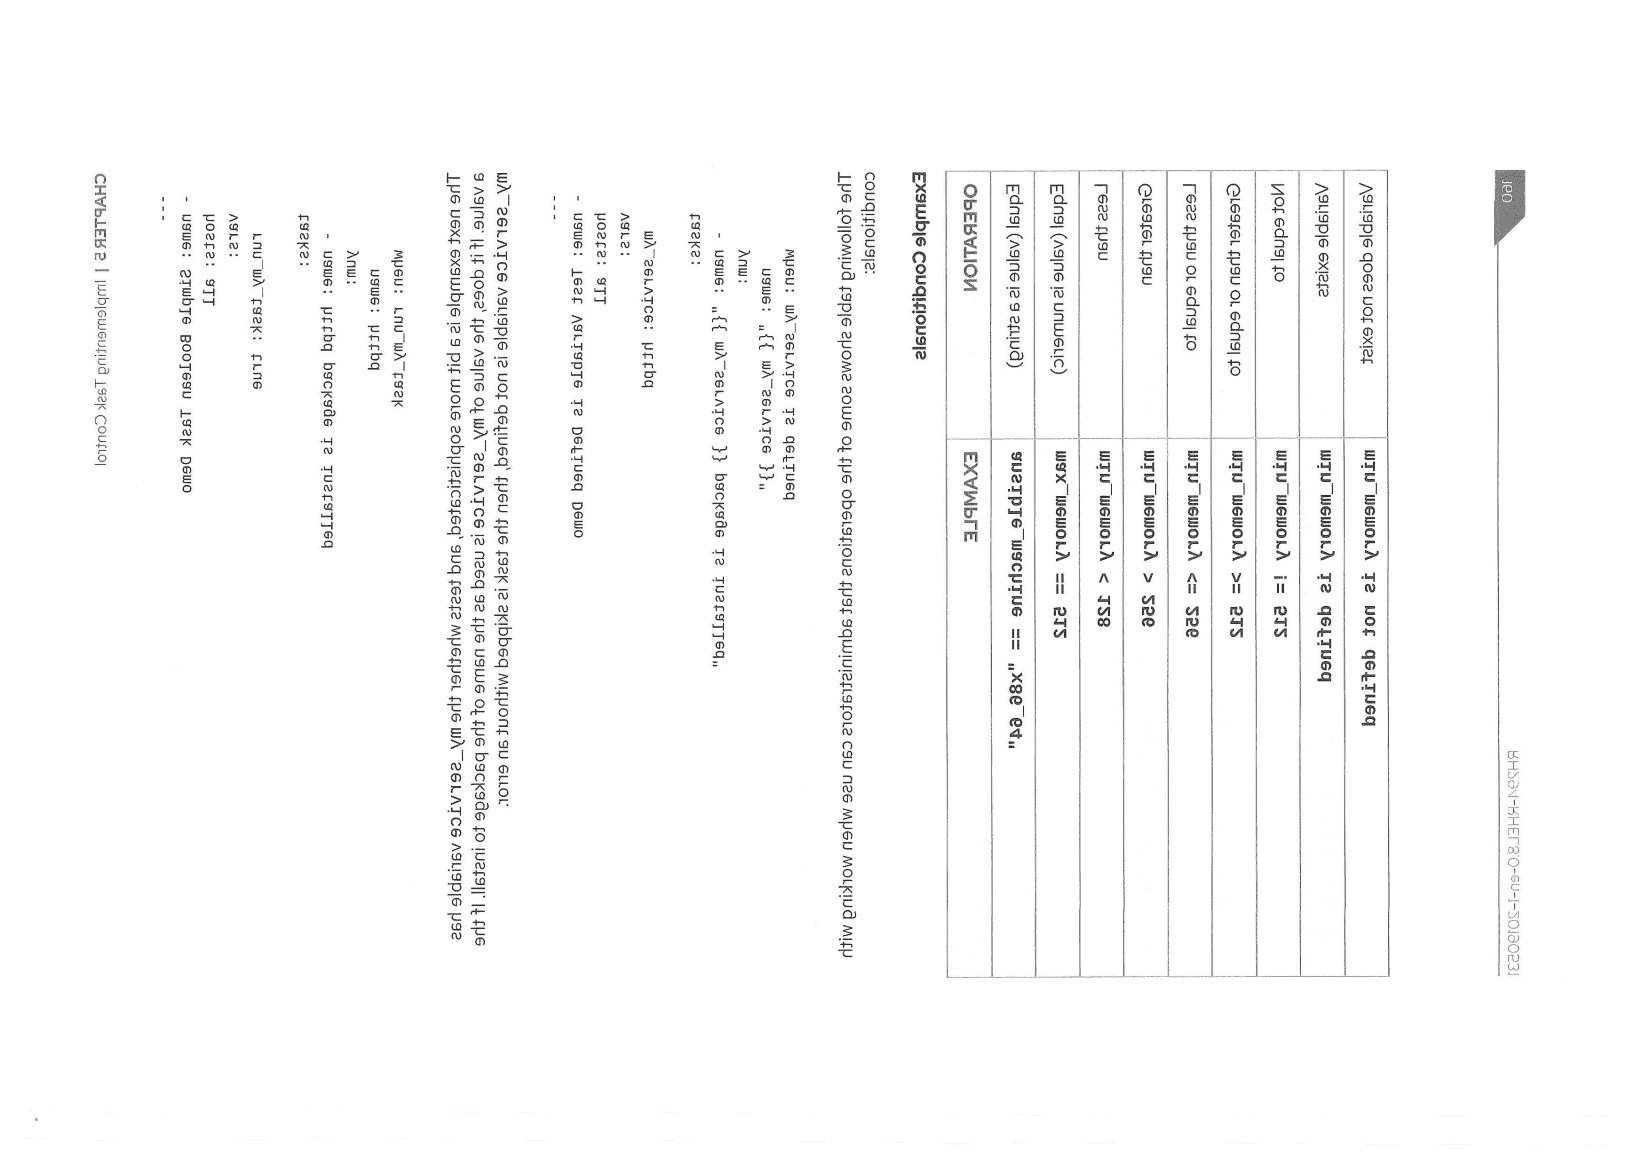 CHAPTER 5 | Implementing Task Control
---
- name: Simple Boolean Task Demo
  hosts: all
  vars:
    run_my_task: true
  tasks:
    - name: httpd package is installed
      yum:
        name: httpd
      when: run_my_task
The next example is a bit more sophisticated, and tests whether the my_service variable has
a value. If it does, the value of my_service is used as the name of the package to install. If the
my_service variable is not defined, then the task is skipped without an error.
---
- name: Test Variable is Defined Demo
  hosts: all
  vars:
    my_service: httpd
  tasks:
    - name: "{{ my_service }} package is installed"
      yum:
        name: "{{ my_service }}"
      when: my_service is defined
The following table shows some of the operations that administrators can use when working with
conditionals:
Example Conditionals
OPERATION EXAMPLE
Equal (value is a string) ansible_machine == "x86_64"
Equal (value is numeric) max_memory == 512
Less than min_memory < 128
Greater than min_memory > 256
Less than or equal to min_memory <= 256
Greater than or equal to min_memory >= 512
Not equal to min_memory != 512
Variable exists min_memory is defined
Variable does not exist min_memory is not defined
160 RH294-RHEL8.0-en-1-20190531